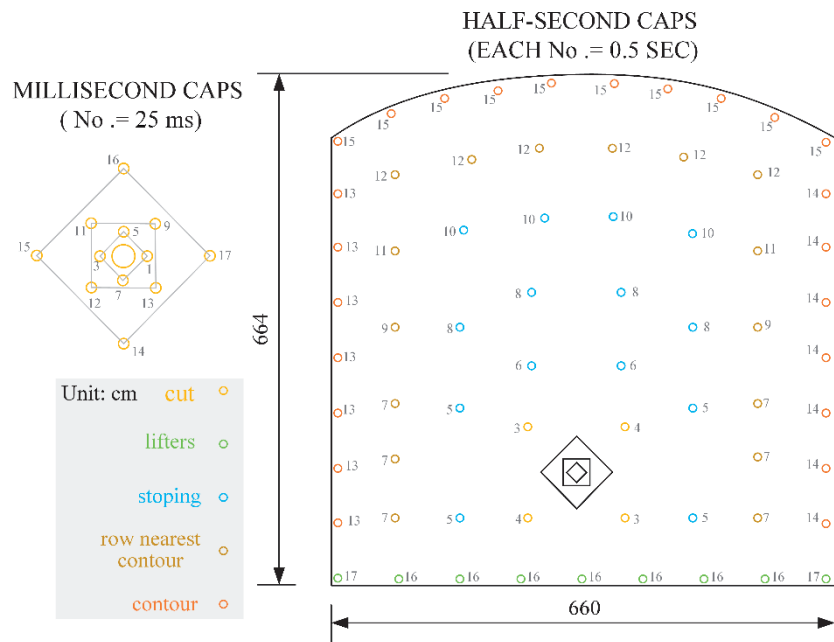 HALF-SECOND CAPS
(EACH No .= 0.5 SEC)
MILLISECOND CAPS
( No .= 25 ms)
16
11 5 9
15 3 1 17
7
12 13
14
Unit: cm cut
lifters
stoping
row nearest
contour
contour
664
660
15 15 15 15 15 15 15 15
15 12 12 12 12 15
12 12
13 14
10 10
10 10
13 11 11 14
8 8
13 14
9 8 8 9
6 6
13 14
7 5 5 7
13 14
3 4
7 7
13 14
7 5 4 3 5 7
13 14
17 16 16 16 16 16 16 16 17